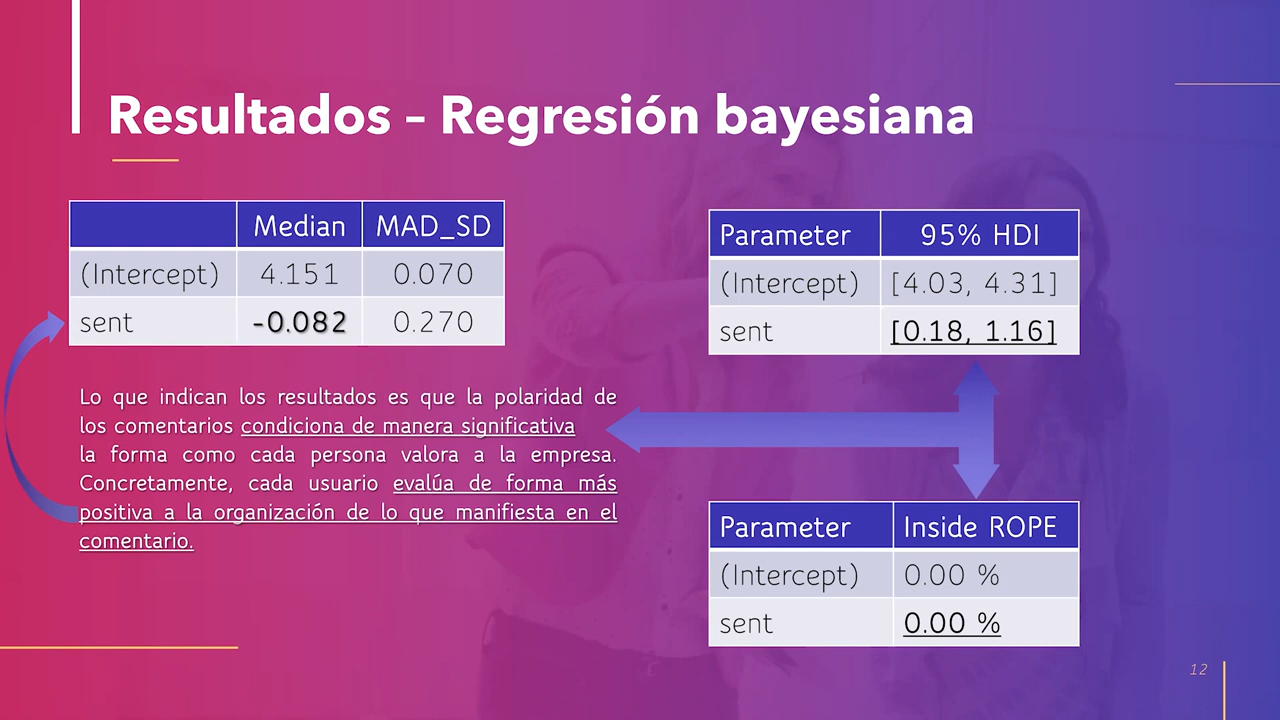 Resultados – Regresión bayesiana
Median MAD_SD
(Intercept) 4.151 0.070
sent -0.082 0.270
Lo que indican los resultados es que la polaridad de
los comentarios condiciona de manera significativa
la forma como cada persona valora a la empresa.
Concretamente, cada usuario evalúa de forma más
positiva a la organización de lo que manifiesta en el
comentario.
Parameter 95% HDI
(Intercept) [4.03, 4.31]
sent [0.18, 1.16]
Parameter Inside ROPE
(Intercept) 0.00 %
sent 0.00 %
12